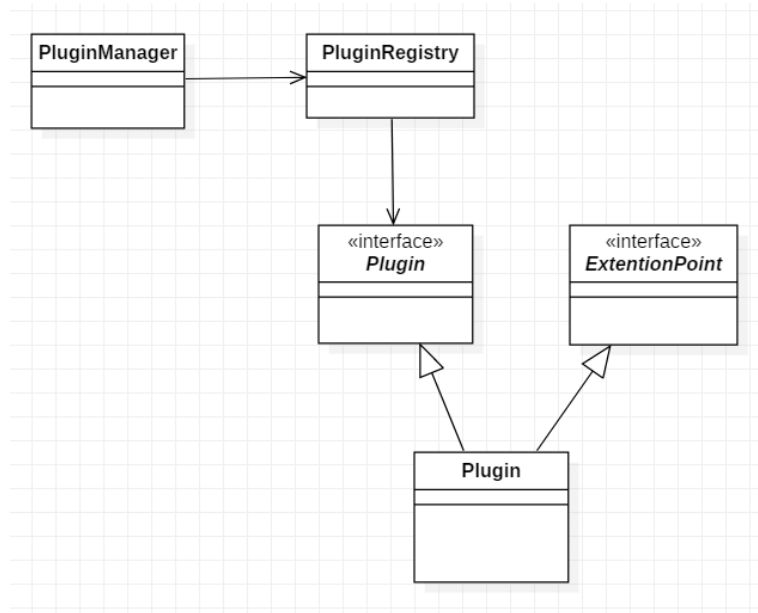 PluginManager
PluginRegistry
«interface»
Plugin
«interface»
ExtentionPoint
Plugin